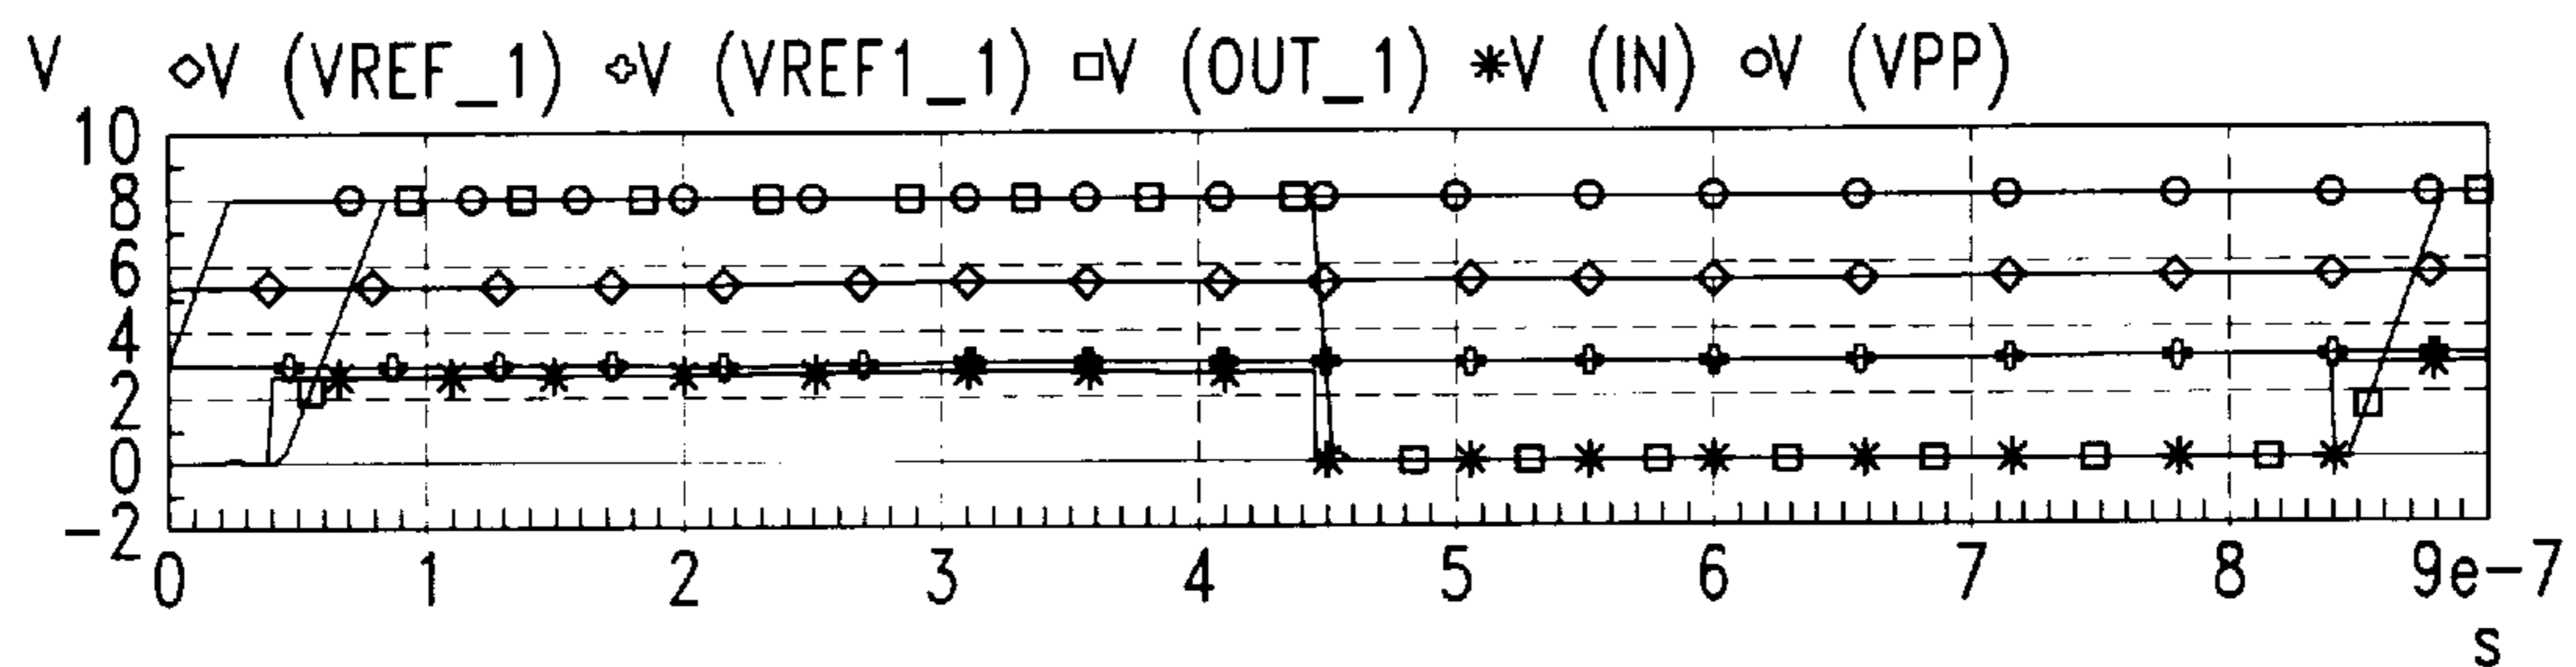 V ◇V (VREF_1) ✧V (VREF1_1) □V (OUT_1) ✱V (IN) ○V (VPP)
10
8
6
4
2
0
-2
0 1 2 3 4 5 6 7 8 9e-7
s